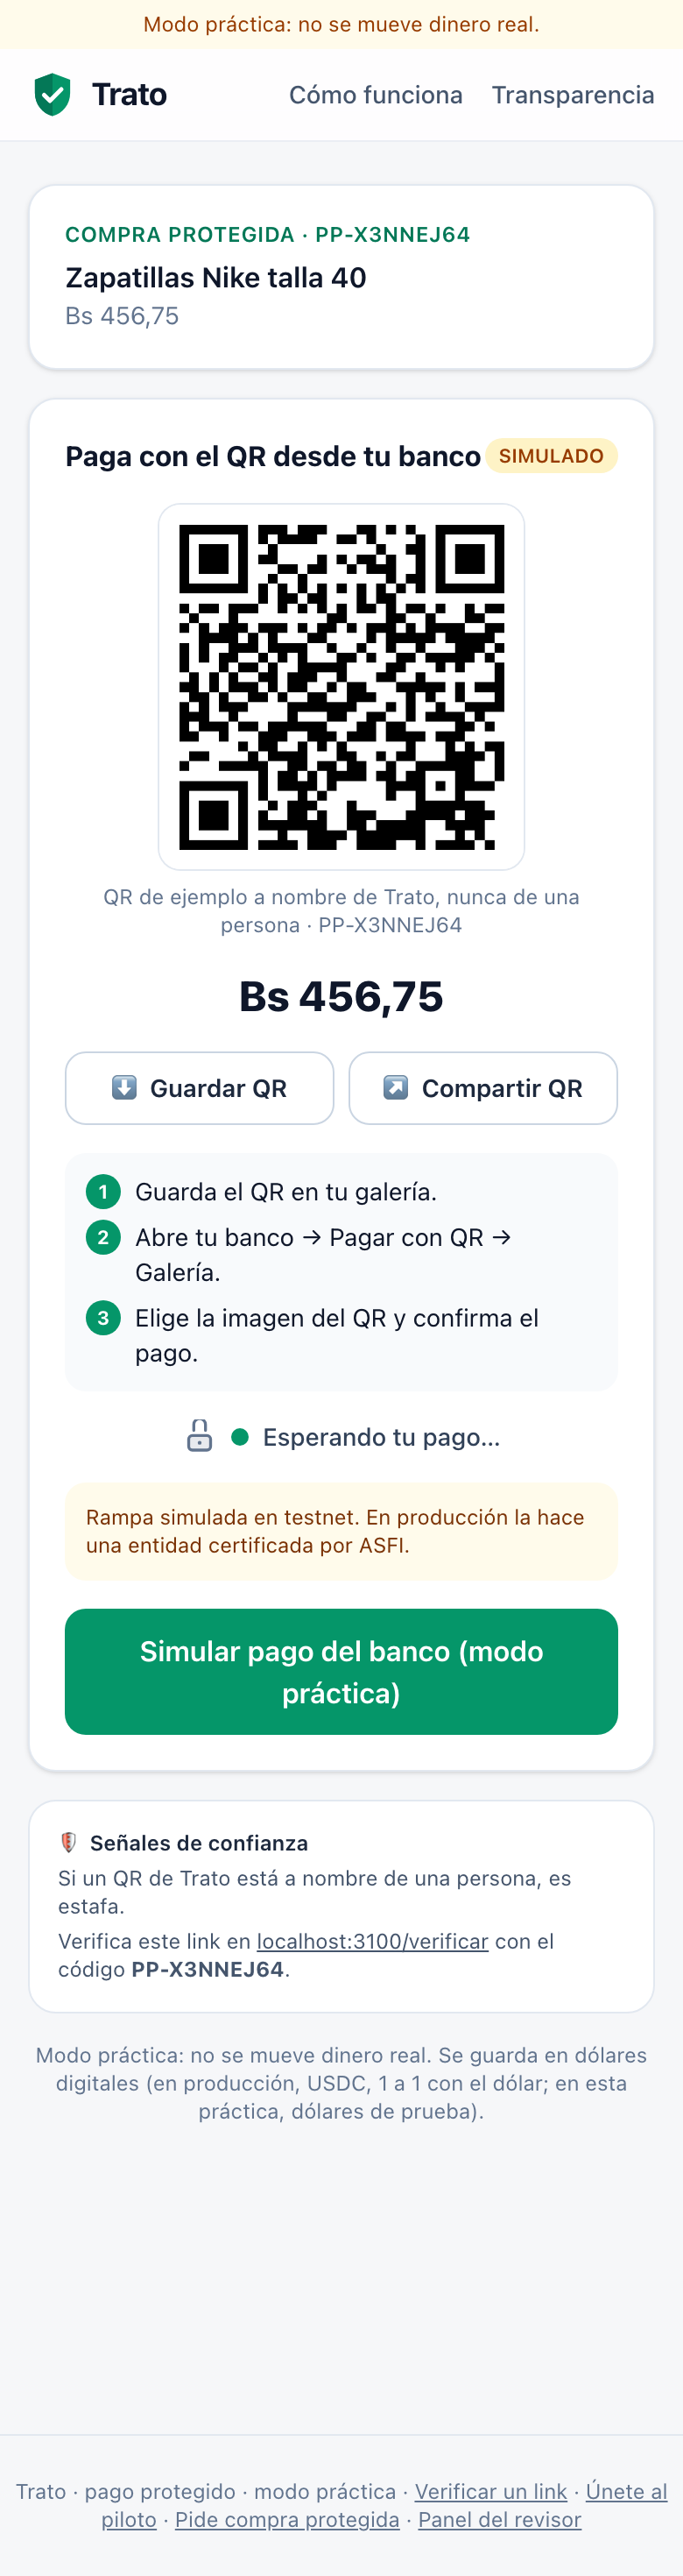 Modo práctica: no se mueve dinero real.
Trato
Cómo funciona
Transparencia
COMPRA PROTEGIDA · PP-X3NNEJ64
Zapatillas Nike talla 40
Bs 456,75
Paga con el QR desde tu banco
SIMULADO
QR de ejemplo a nombre de Trato, nunca de una
persona · PP-X3NNEJ64
Bs 456,75
Guardar QR
Compartir QR
1 Guarda el QR en tu galería.
2 Abre tu banco → Pagar con QR →
Galería.
3 Elige la imagen del QR y confirma el
pago.
Esperando tu pago...
Rampa simulada en testnet. En producción la hace
una entidad certificada por ASFI.
Simular pago del banco (modo
práctica)
Señales de confianza
Si un QR de Trato está a nombre de una persona, es
estafa.
Verifica este link en localhost:3100/verificar con el
código PP-X3NNEJ64.
Modo práctica: no se mueve dinero real. Se guarda en dólares
digitales (en producción, USDC, 1 a 1 con el dólar; en esta
práctica, dólares de prueba).
Trato · pago protegido · modo práctica · Verificar un link · Únete al
piloto · Pide compra protegida · Panel del revisor